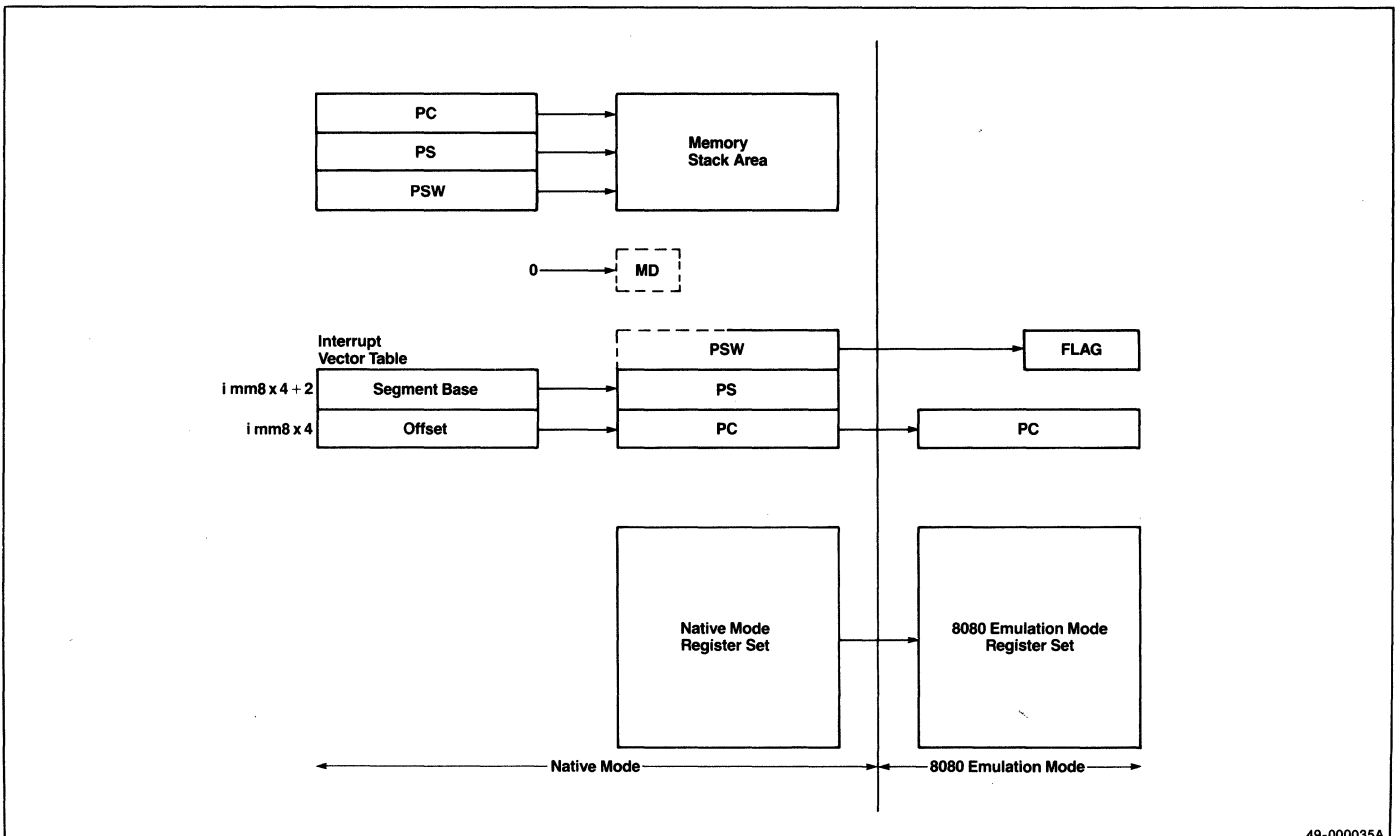 PC
PS
PSW
Memory
Stack Area
0
MD
Interrupt
Vector Table
PSW
FLAG
i mm8 x 4 + 2
Segment Base
PS
i mm8 x 4
Offset
PC
PC
Native Mode
Register Set
8080 Emulation Mode
Register Set
Native Mode
8080 Emulation Mode
49-000035A